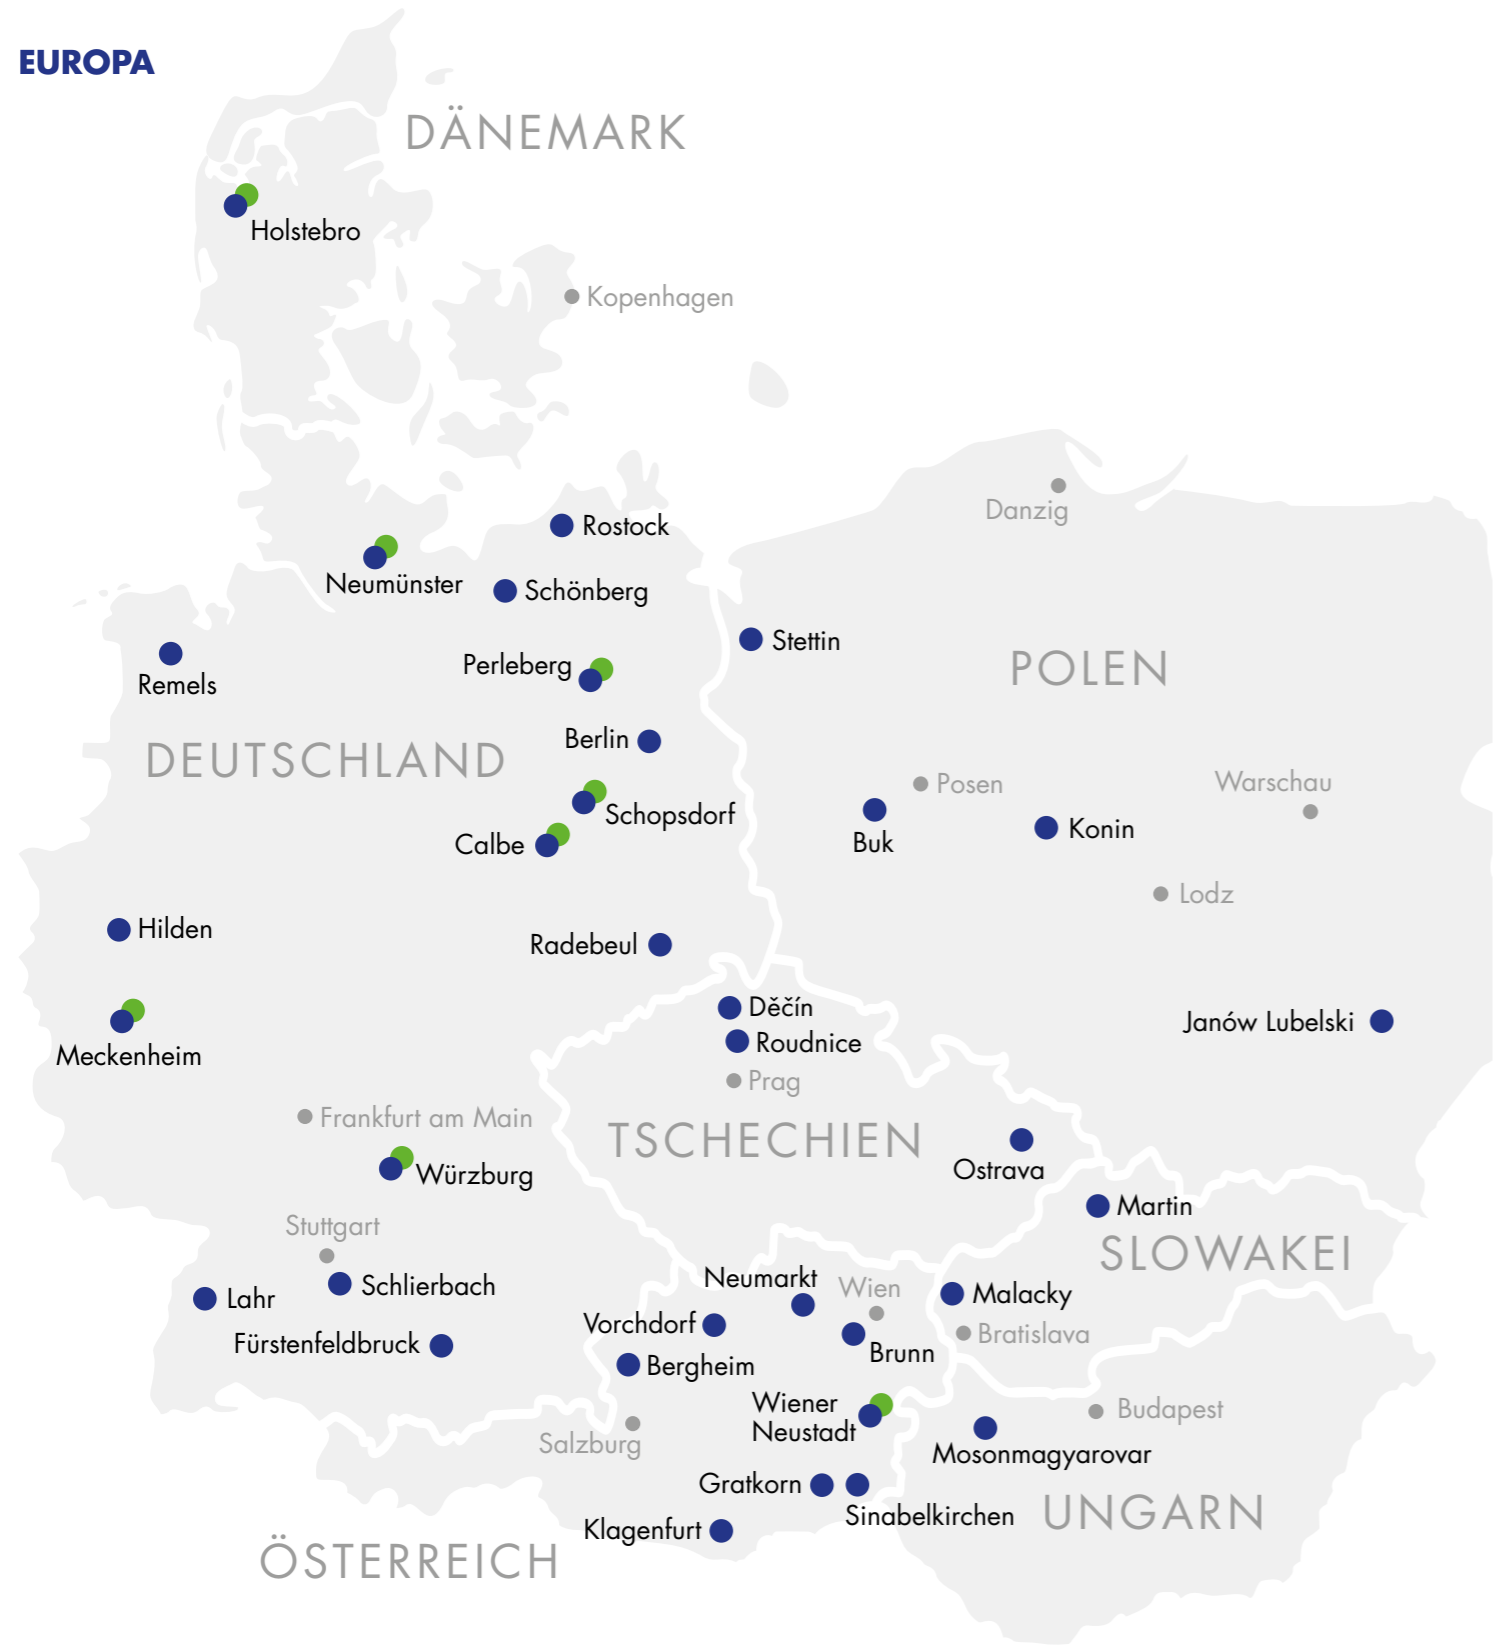 EUROPA
DÄNEMARK
Holstebro
Kopenhagen
Danzig
Rostock
Neumünster
Schönberg
Stettin
Perleberg
POLEN
Remels
Berlin
DEUTSCHLAND
Posen
Warschau
Schopsdorf
Buk
Konin
Calbe
Lodz
Hilden
Radebeul
Děčín
Janów Lubelski
Roudnice
Meckenheim
Prag
Frankfurt am Main
TSCHECHIEN
Ostrava
Würzburg
Martin
Stuttgart
SLOWAKEI
Neumarkt
Wien
Schlierbach
Malacky
Lahr
Vorchdorf
Bratislava
Fürstenfeldbruck
Brunn
Bergheim
Wiener
Neustadt
Budapest
Salzburg
Mosonmagyarovar
Gratkorn
Sinabelkirchen
UNGARN
Klagenfurt
ÖSTERREICH